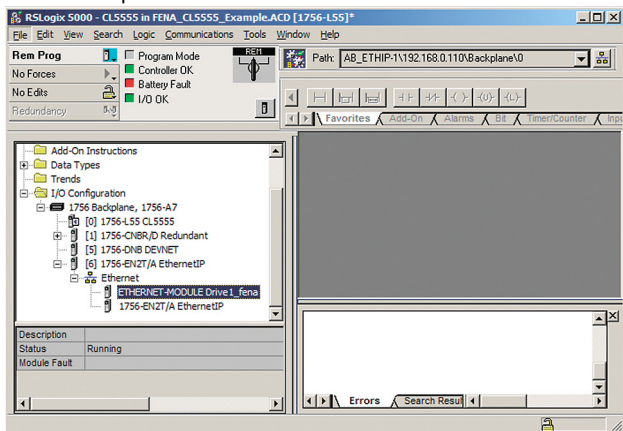 RSLogix 5000 - CL5555 in FENA_CL5555_Example.ACD [1756-L55]*
File Edit View Search Logic Communications Tools Window Help
Rem Prog
Program Mode
REM
Path: AB_ETHIP-1\192.168.0.110\Backplane\0
No Forces
Controller OK
Battery Fault
No Edits
I/O OK
Redundancy
Favorites Add-On Alarms Bit Timer/Counter
Add-On Instructions
Data Types
Trends
I/O Configuration
1756 Backplane, 1756-A7
[0] 1756-L55 CL5555
[1] 1756-CNBR/D Redundant
[5] 1756-DNB DEVNET
[6] 1756-EN2T/A EthernetIP
Ethernet
ETHERNET-MODULE Drive1_fena
1756-EN2T/A EthernetIP
Description
Status Running
Module Fault
Errors Search Resul